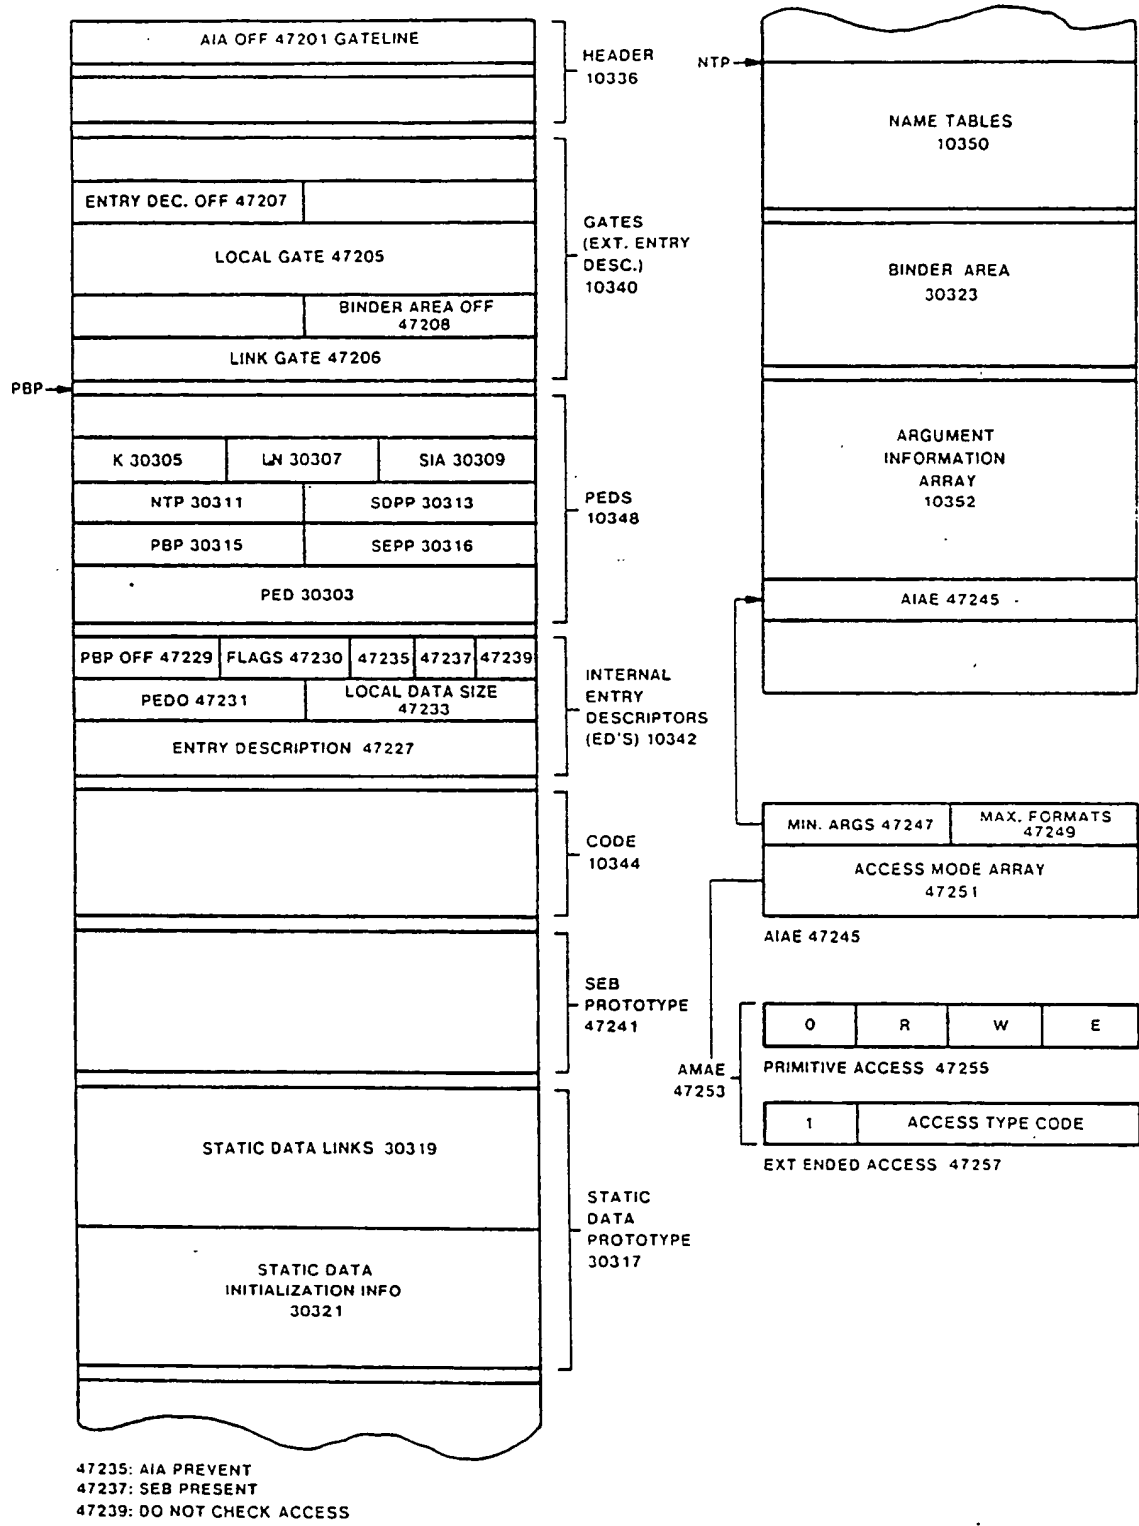 AIA OFF 47201 GATELINE
HEADER
10336
ENTRY DEC. OFF 47207
LOCAL GATE 47205
BINDER AREA OFF
47208
LINK GATE 47206
GATES
(EXT. ENTRY
DESC.)
10340
PBP
K 30305
LN 30307
SIA 30309
NTP 30311
SDPP 30313
PBP 30315
SEPP 30316
PED 30303
PEDS
10348
PBP OFF 47229
FLAGS 47230
47235
47237
47239
PEDO 47231
LOCAL DATA SIZE
47233
ENTRY DESCRIPTION 47227
INTERNAL
ENTRY
DESCRIPTORS
(ED'S) 10342
CODE
10344
SEB
PROTOTYPE
47241
STATIC DATA LINKS 30319
STATIC DATA
INITIALIZATION INFO
30321
STATIC
DATA
PROTOTYPE
30317
47235: AIA PREVENT
47237: SEB PRESENT
47239: DO NOT CHECK ACCESS
NTP
NAME TABLES
10350
BINDER AREA
30323
ARGUMENT
INFORMATION
ARRAY
10352
AIAE 47245
MIN. ARGS 47247
MAX. FORMATS
47249
ACCESS MODE ARRAY
47251
AIAE 47245
AMAE
47253
O R W E
PRIMITIVE ACCESS 47255
1 ACCESS TYPE CODE
EXT ENDED ACCESS 47257